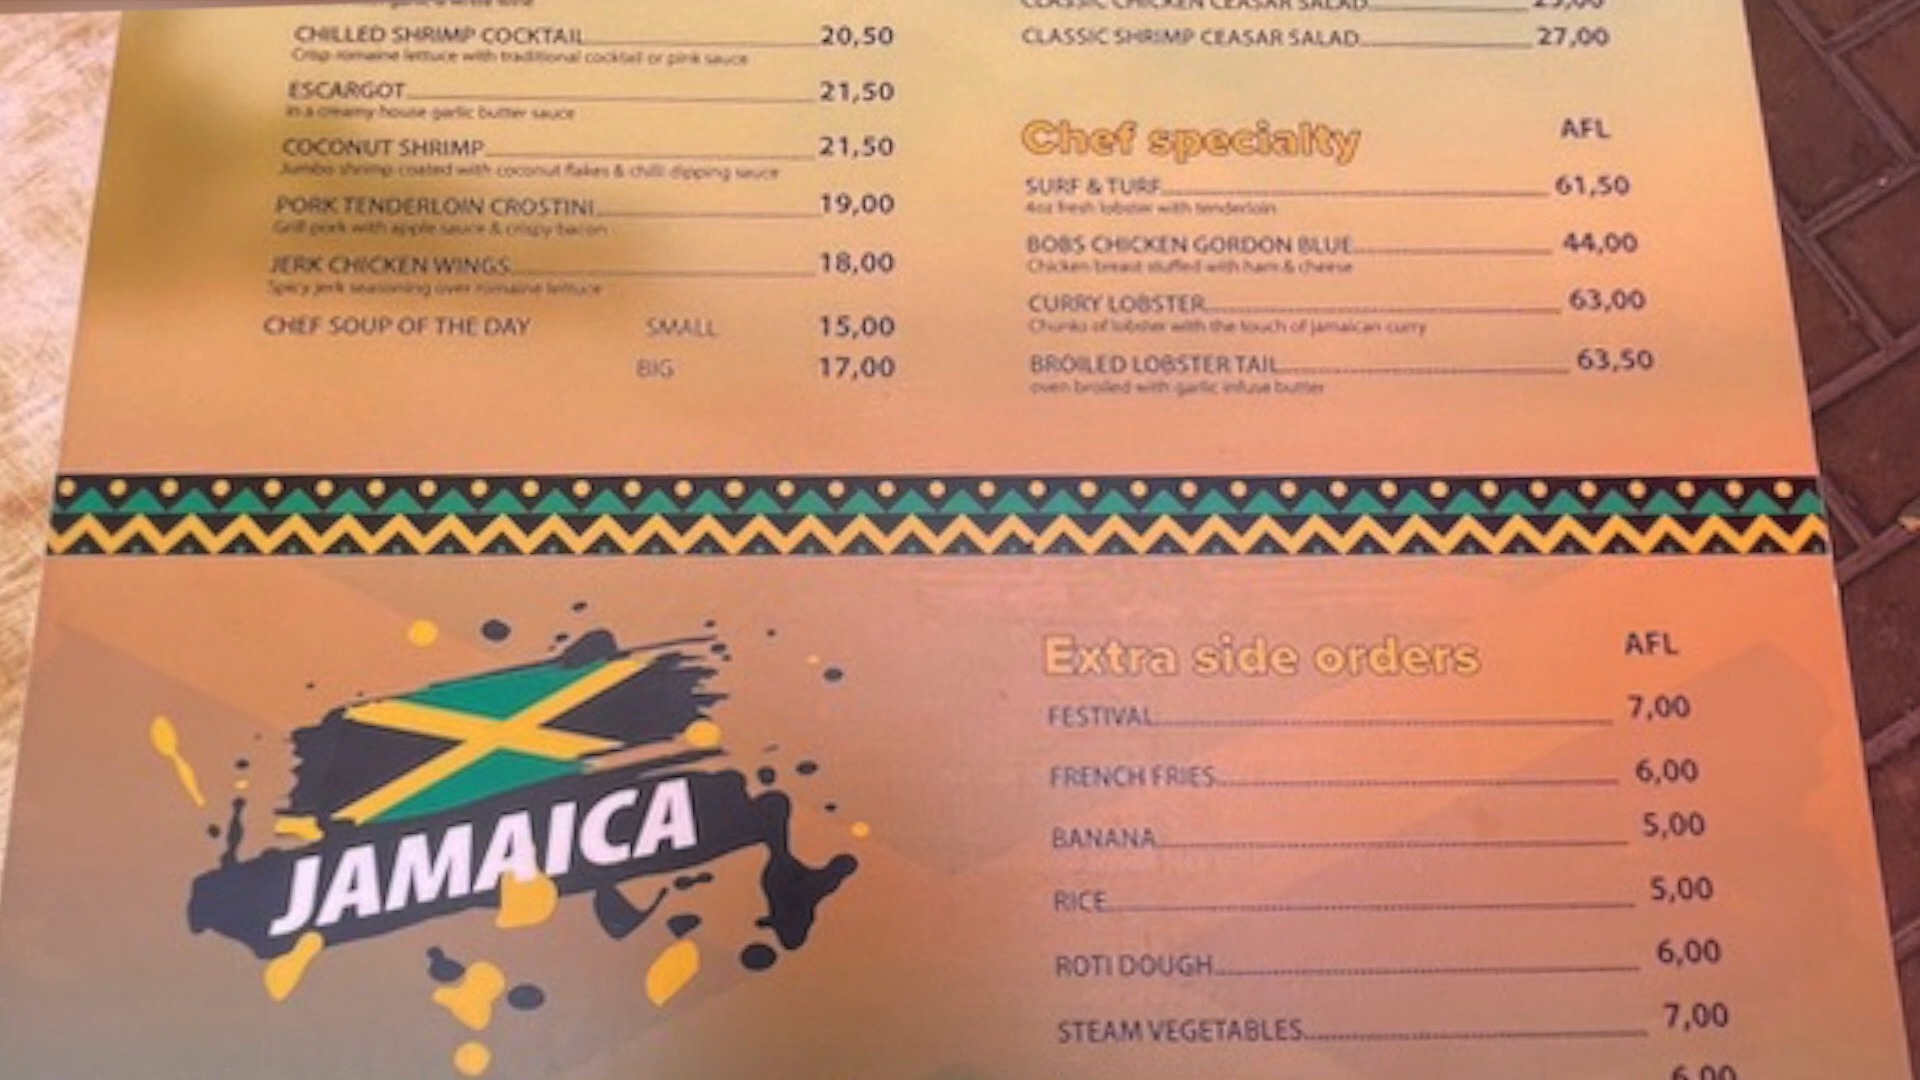 CHILLED SHRIMP COCKTAIL 20,50
Crisp romaine lettuce with traditional cocktail or pink sauce
ESCARGOT 21,50
in a creamy house garlic butter sauce
COCONUT SHRIMP 21,50
Jumbo shrimp coated with coconut flakes & chilli dipping sauce
PORK TENDERLOIN CROSTINI 19,00
Grill pork with apple sauce & crispy bacon
JERK CHICKEN WINGS 18,00
Spicy jerk seasoning over romaine lettuce
CHEF SOUP OF THE DAY SMALL 15,00
BIG 17,00
CLASSIC CHICKEN CEASAR SALAD
CLASSIC SHRIMP CEASAR SALAD 27,00
Chef specialty AFL
SURF & TURF 61,50
4oz fresh lobster with tenderloin
BOBS CHICKEN GORDON BLUE 44,00
Chicken breast stuffed with ham & cheese
CURRY LOBSTER 63,00
Chunks of lobster with the touch of jamaican curry
BROILED LOBSTER TAIL 63,50
oven broiled with garlic infuse butter
JAMAICA
Extra side orders AFL
FESTIVAL 7,00
FRENCH FRIES 6,00
BANANA 5,00
RICE 5,00
ROTI DOUGH 6,00
STEAM VEGETABLES 7,00
6,00